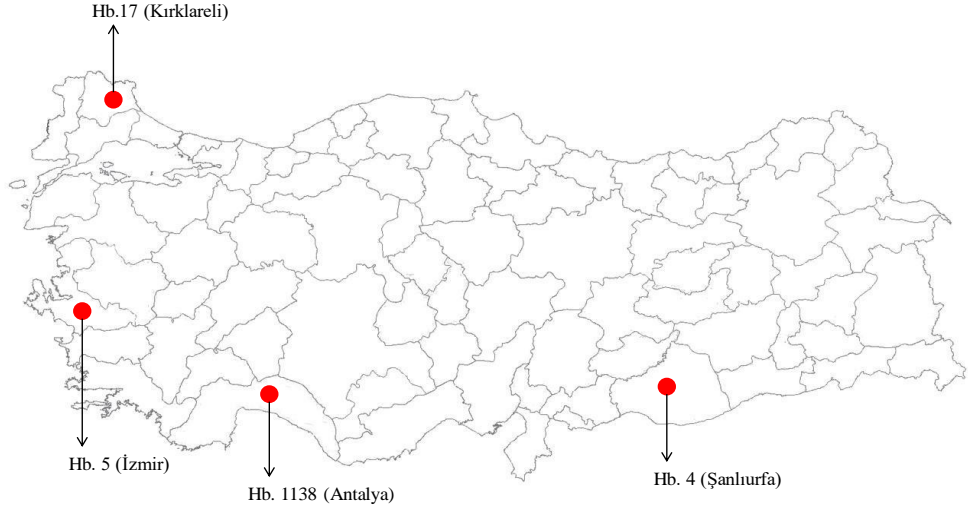 Hb.17 (Kırklareli)
Hb. 5 (İzmir)
Hb. 1138 (Antalya)
Hb. 4 (Şanlıurfa)